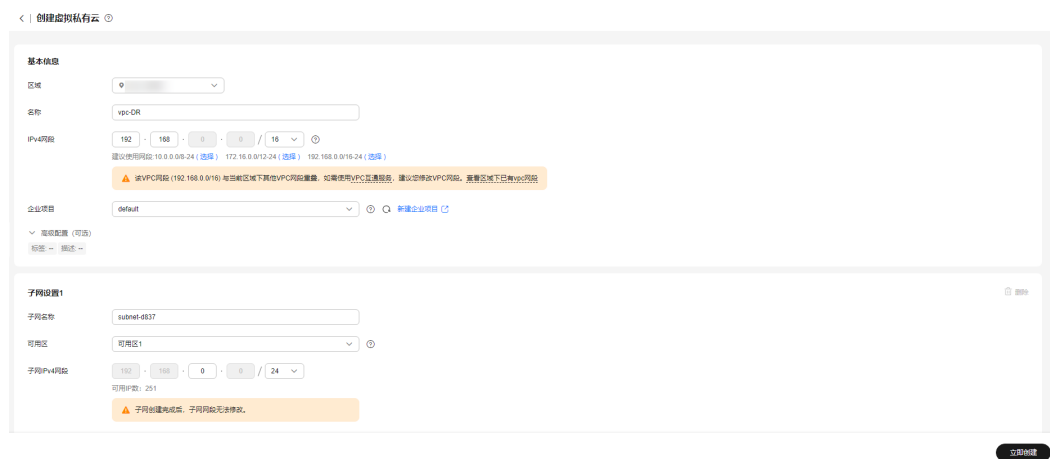 创建虚拟私有云
基本信息
区域
名称 vpc-DR
IPv4网段 192 · 168 · 0 · 0 / 16
建议使用网段:10.0.0.0/8-24 ( 选择 ) 172.16.0.0/12-24 ( 选择 ) 192.168.0.0/16-24 ( 选择 )
该VPC网段 (192.168.0.0/16) 与当前区域下其他VPC网段重叠，如需使用VPC互通服务，建议您修改VPC网段。查看区域下已有vpc网段
企业项目 default 新建企业项目
高级配置（可选）
标签: -- 描述: --
子网设置1 删除
子网名称 subnet-d837
可用区 可用区1
子网IPv4网段 192 · 168 · 0 · 0 / 24
可用IP数: 251
子网创建完成后，子网网段无法修改。
立即创建